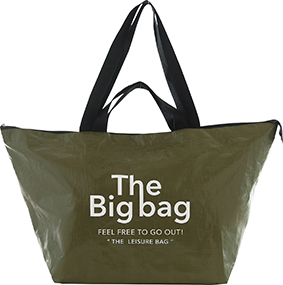 The
Big bag
FEEL FREE TO GO OUT!
" THE LEISURE BAG "